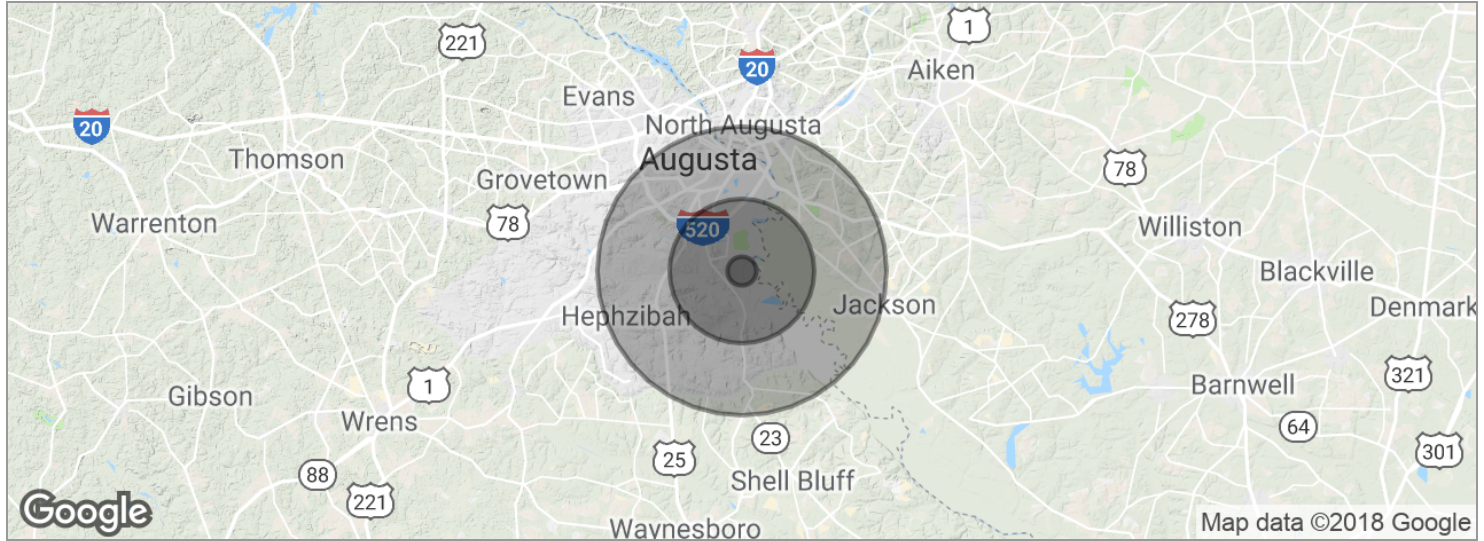 221
1
20
Aiken
Evans
20
North Augusta
Thomson
Augusta
78
Grovetown
Warrenton
78
520
Williston
Blackville
Hephzibah
Jackson
Denmark
278
1
321
Gibson
Barnwell
Wrens
64
23
301
25
88
Shell Bluff
221
Google
Waynesboro
Map data ©2018 Google